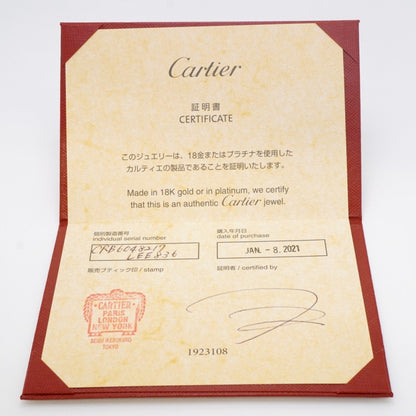 Cartier
証明書
CERTIFICATE
このジュエリーは、18金またはプラチナを使用した
カルティエの製品であることを証明いたします。
Made in 18K gold or in platinum, we certify
that this is an authentic Cartier jewel.
個別製造番号
individual serial number
CRB6048217
LEE836
購入年月日
date of purchase
JAN. -8. 2021
販売ブティック印 / stamp
証明者 / certified by
CARTIER
PARIS
LONDON
NEW YORK
TOKYO
1923108